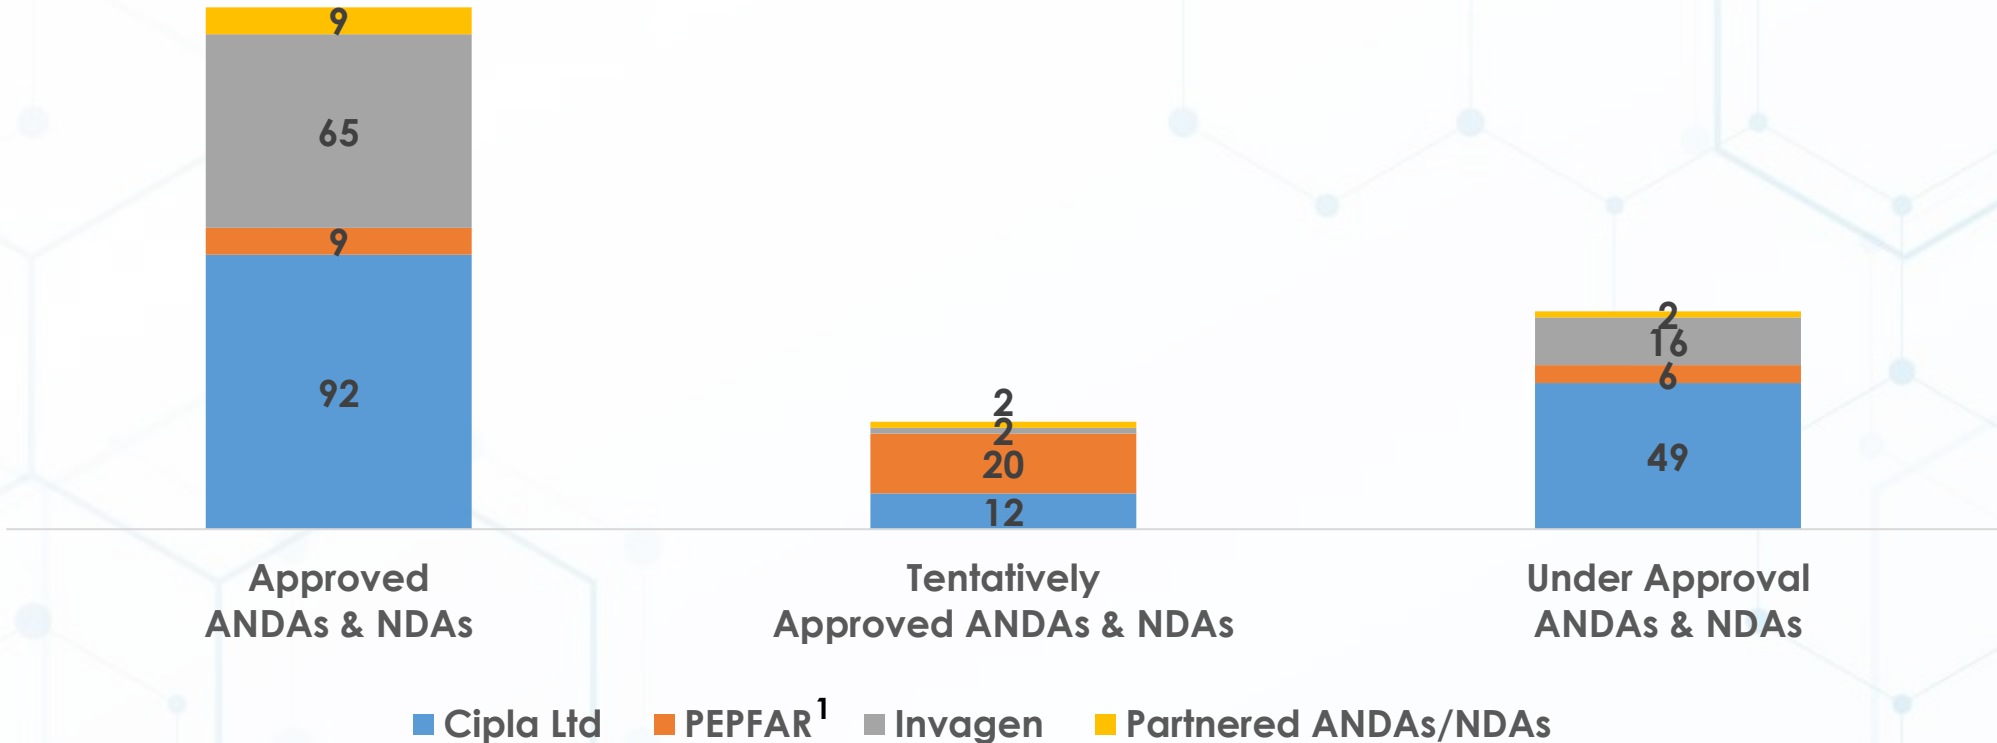 9
65
9
92
2
2
20
12
2
16
6
49
Approved
ANDAs & NDAs
Tentatively
Approved ANDAs & NDAs
Under Approval
ANDAs & NDAs
Cipla Ltd PEPFAR¹ Invagen Partnered ANDAs/NDAs